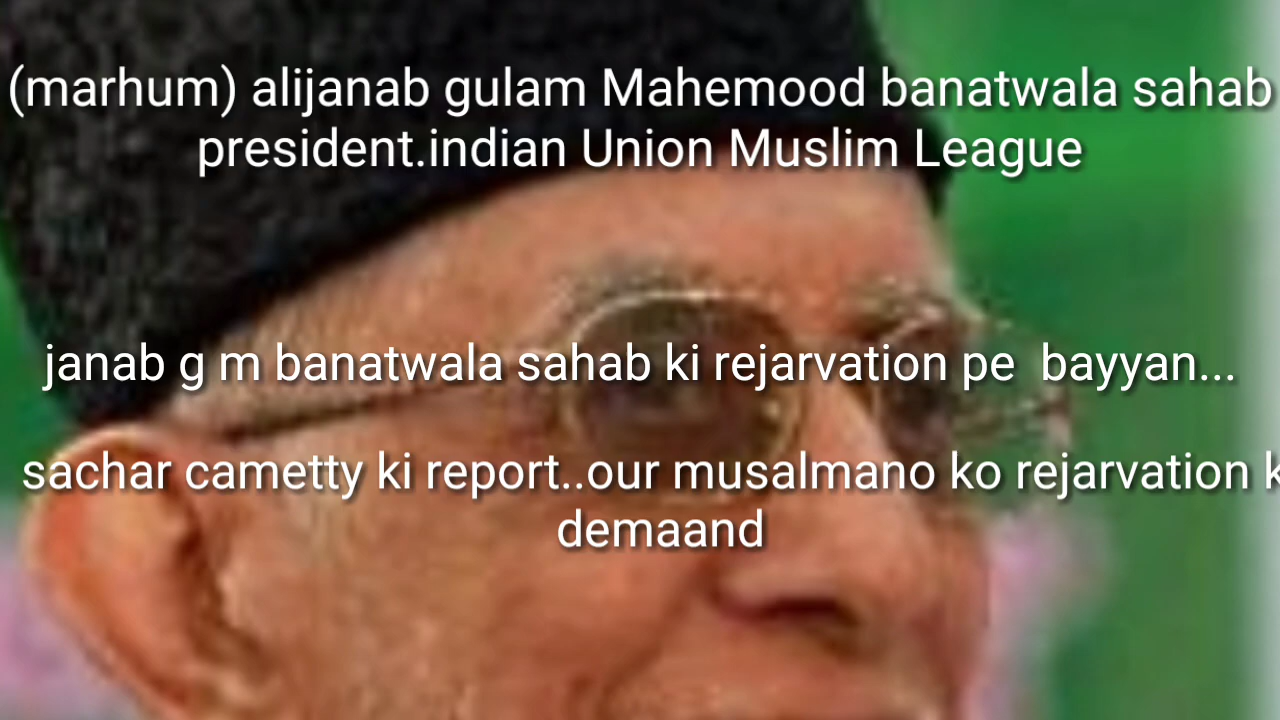 (marhum) alijanab gulam Mahemood banatwala sahab
president.indian Union Muslim League
janab g m banatwala sahab ki rejarvation pe bayyan...
sachar cametty ki report..our musalmano ko rejarvation
demaand